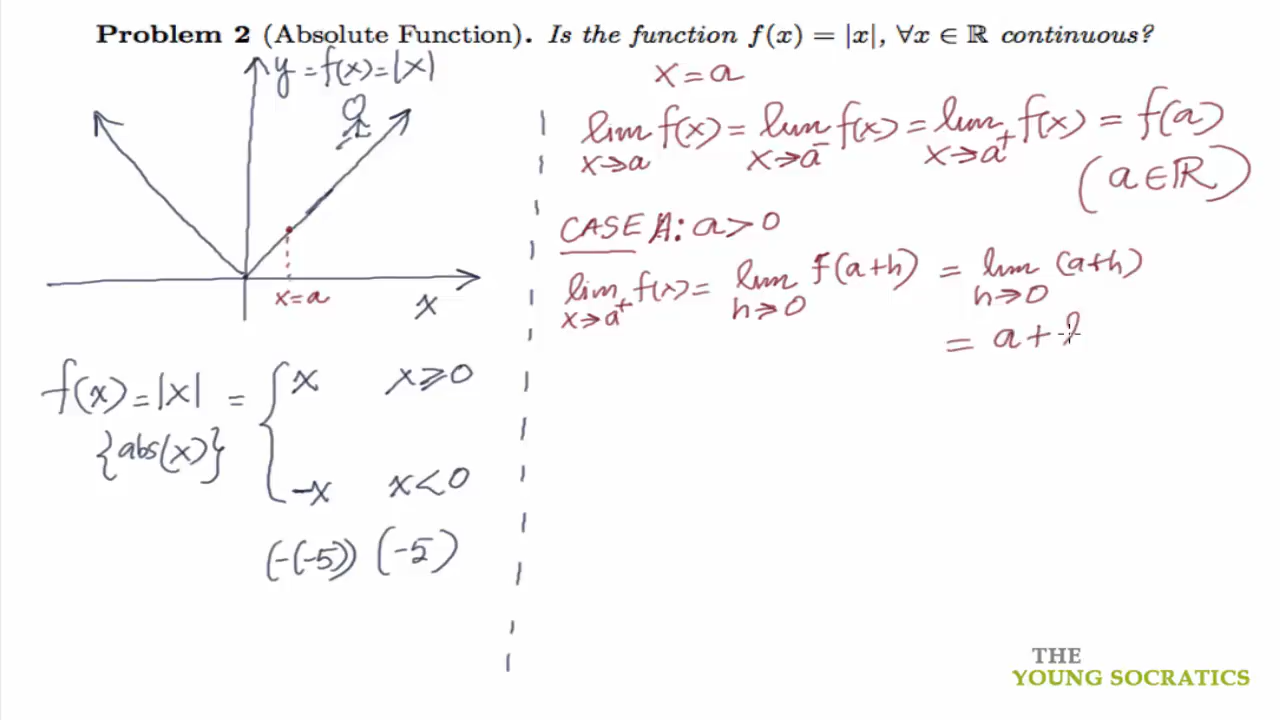 Problem 2 (Absolute Function). Is the function f(x) = |x|, ∀x ∈ ℝ continuous?
y = f(x) = |x|
x = a
x
f(x) = |x| = { x   x ≥ 0
{abs(x)}
-x   x < 0
(-(-5)) (-5)
x = a
lim x→a f(x) = lim x→a⁻ f(x) = lim x→a⁺ f(x) = f(a)
(a ∈ ℝ)
CASE A: a > 0
lim x→a⁺ f(x) = lim h→0 f(a+h) = lim h→0 (a+h)
= a +
THE
YOUNG SOCRATICS